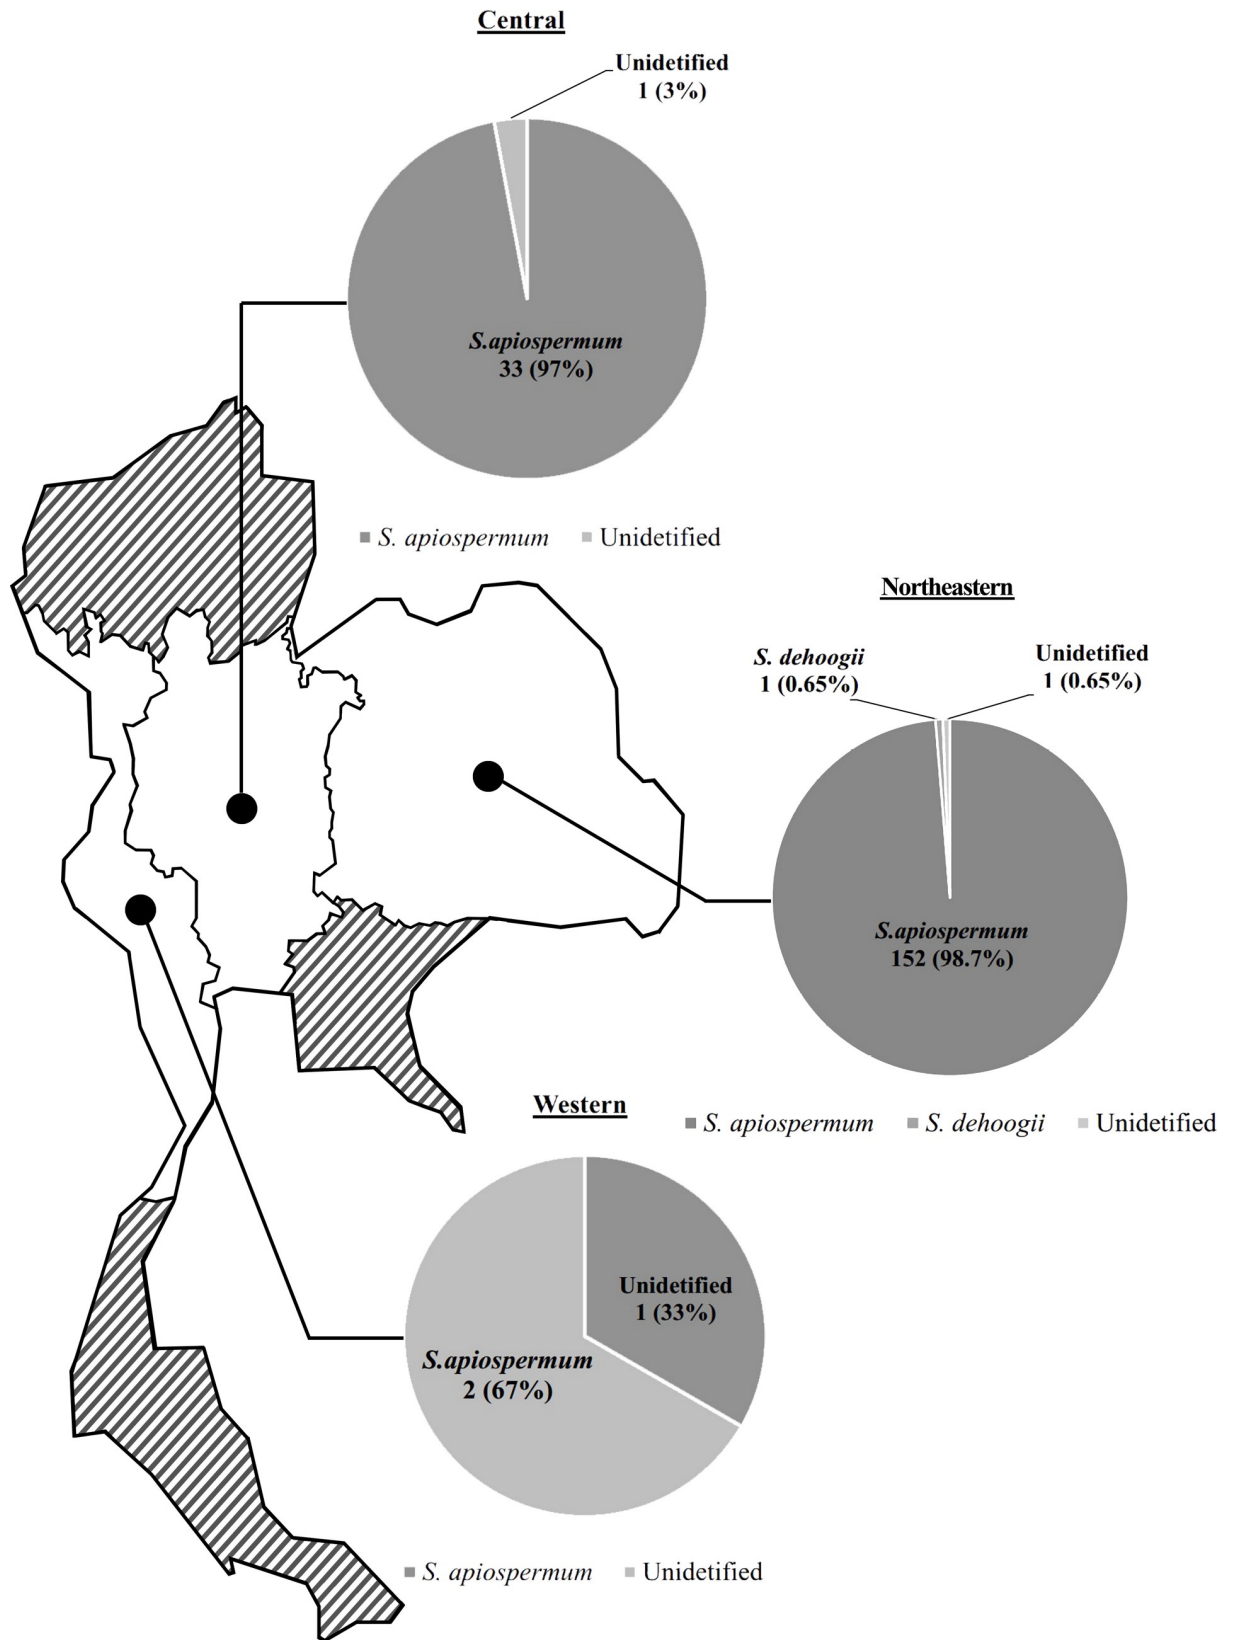 Central
Unidetified
1 (3%)
S.apiospermum
33 (97%)
S. apiospermum Unidetified
Northeastern
S. dehoogii
1 (0.65%)
Unidetified
1 (0.65%)
S.apiospermum
152 (98.7%)
S. apiospermum S. dehoogii Unidetified
Western
Unidetified
1 (33%)
S.apiospermum
2 (67%)
S. apiospermum Unidetified